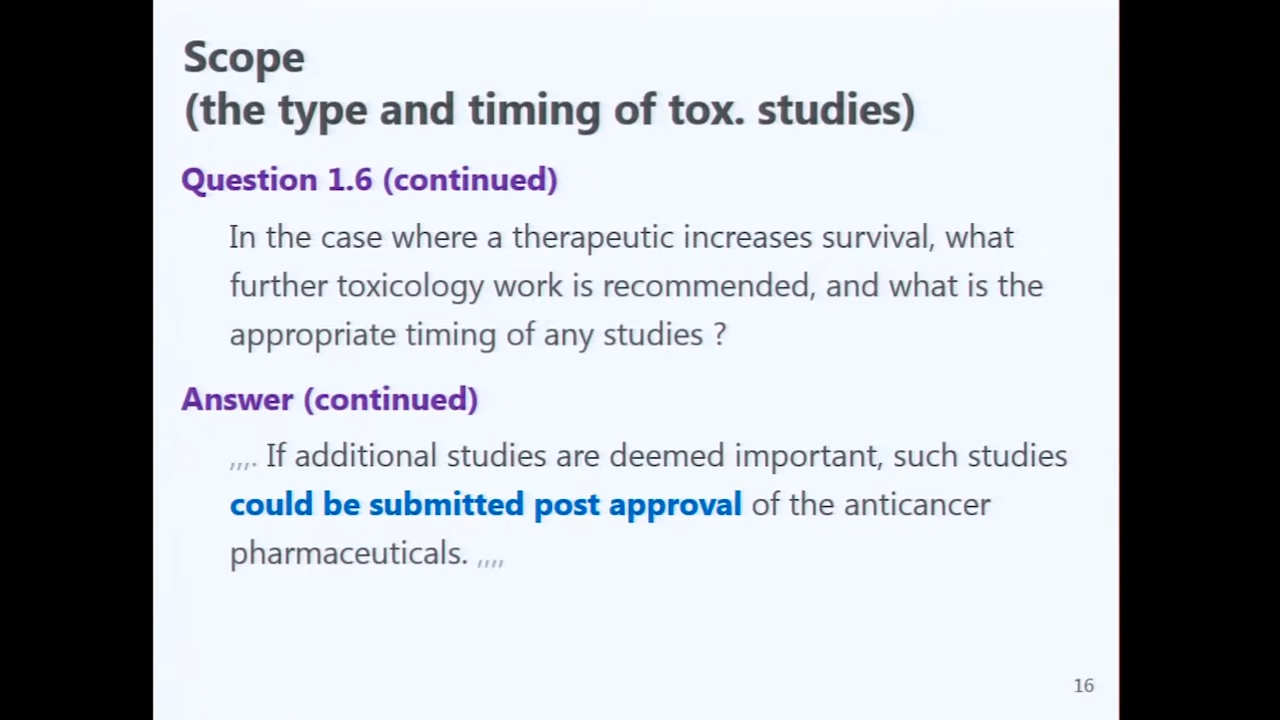 Scope
(the type and timing of tox. studies)
Question 1.6 (continued)
In the case where a therapeutic increases survival, what
further toxicology work is recommended, and what is the
appropriate timing of any studies ?
Answer (continued)
,,,. If additional studies are deemed important, such studies
could be submitted post approval of the anticancer
pharmaceuticals. ,,,,
16